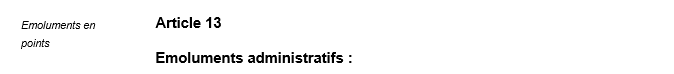 Emoluments en
points
Article 13
Emoluments administratifs :